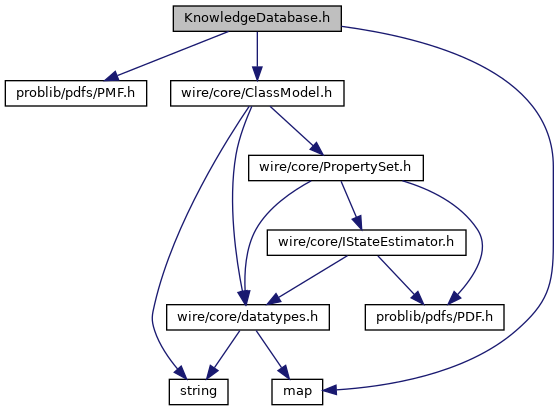 KnowledgeDatabase.h
problib/pdfs/PMF.h
wire/core/ClassModel.h
wire/core/PropertySet.h
wire/core/IStateEstimator.h
wire/core/datatypes.h
problib/pdfs/PDF.h
string
map